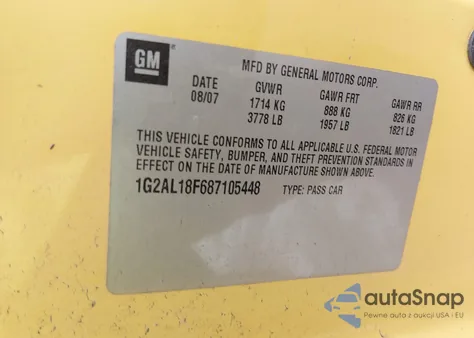 GM
MFD BY GENERAL MOTORS CORP.
DATE GVWR GAWR FRT GAWR RR
08/07 1714 KG 888 KG 826 KG
3778 LB 1957 LB 1821 LB
THIS VEHICLE CONFORMS TO ALL APPLICABLE U.S. FEDERAL MOTOR
VEHICLE SAFETY, BUMPER, AND THEFT PREVENTION STANDARDS IN
EFFECT ON THE DATE OF MANUFACTURE SHOWN ABOVE.
1G2AL18F687105448 TYPE: PASS CAR
autoSnap
Pewne auta z aukcji USA i EU